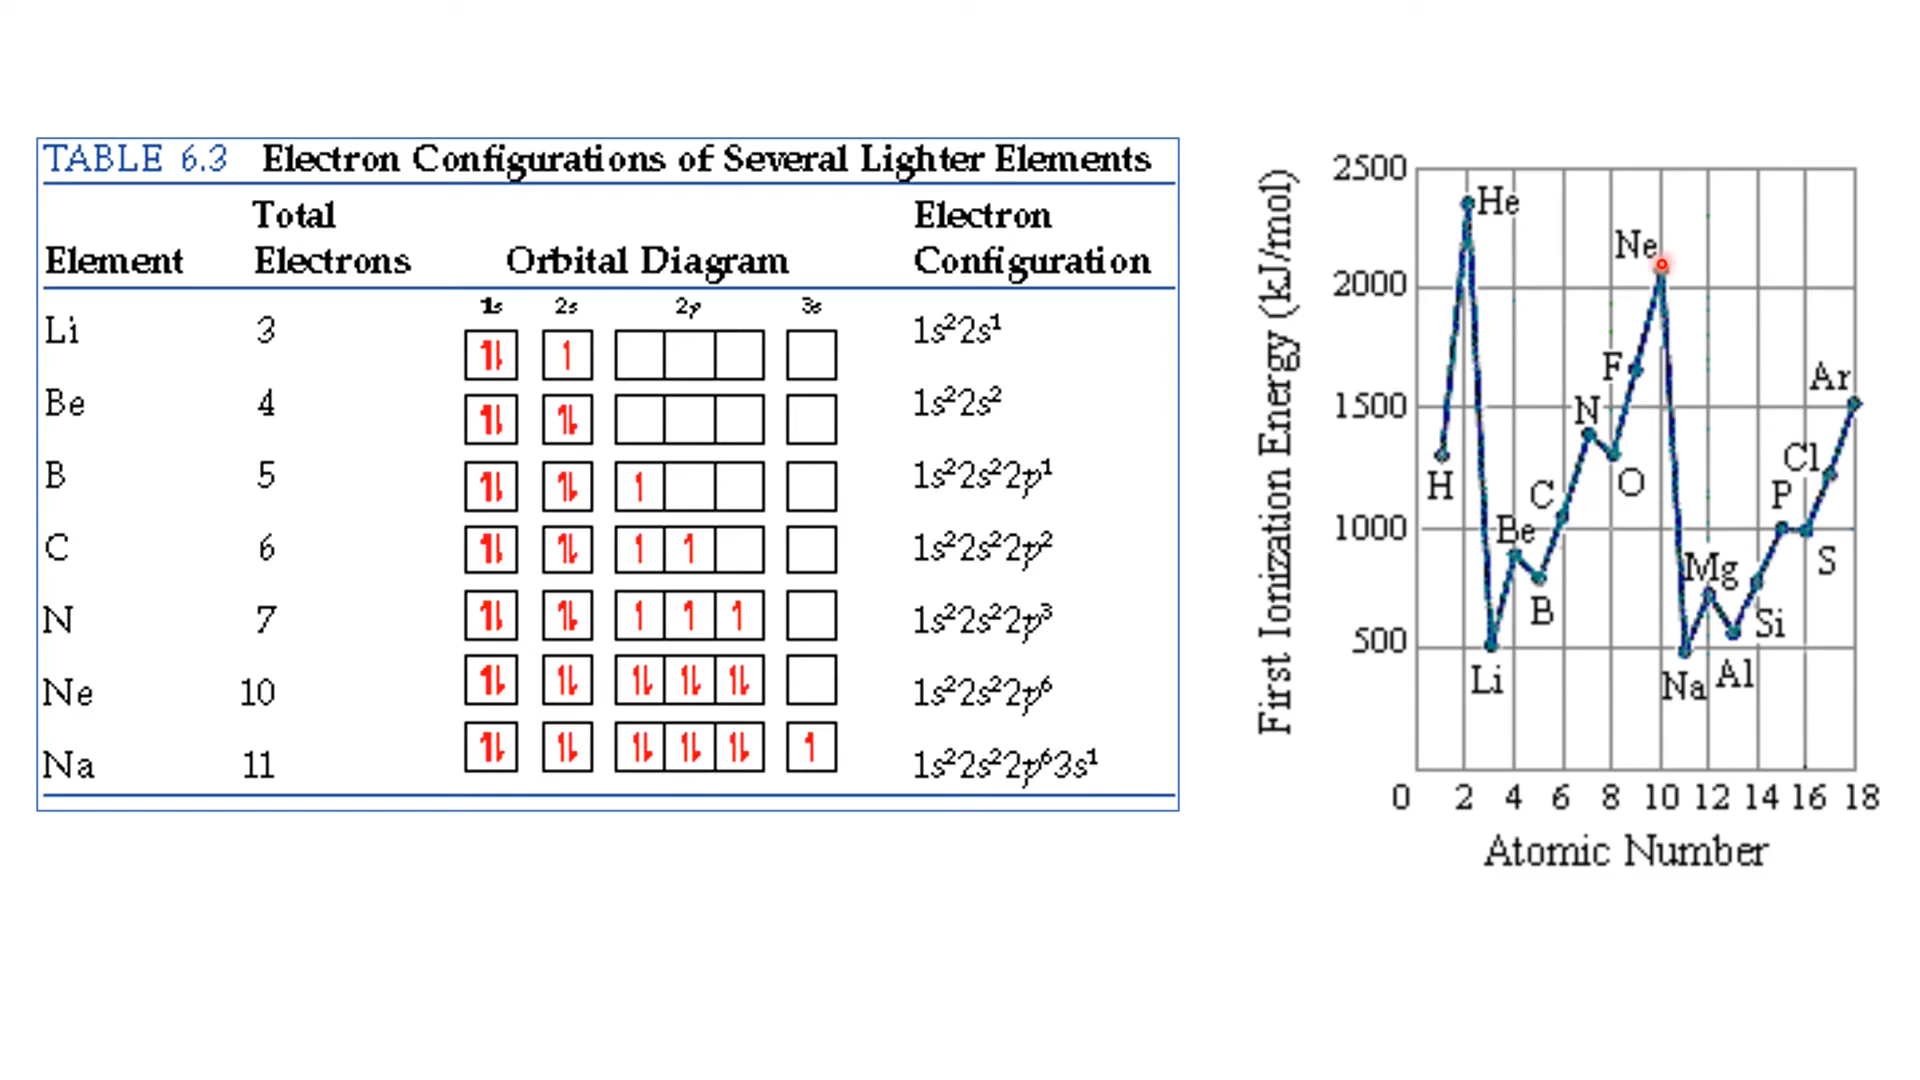 TABLE 6.3 Electron Configurations of Several Lighter Elements
Element Total Electrons Orbital Diagram Electron Configuration
1s 2s 2p 3s
Li 3 1s²2s¹
Be 4 1s²2s²
B 5 1s²2s²2p¹
C 6 1s²2s²2p²
N 7 1s²2s²2p³
Ne 10 1s²2s²2p⁶
Na 11 1s²2s²2p⁶3s¹
First Ionization Energy (kJ/mol)
2500
2000
1500
1000
500
H
He
Li
Be
B
C
N
O
F
Ne
Na
Mg
Al
Si
P
S
Cl
Ar
0 2 4 6 8 10 12 14 16 18
Atomic Number